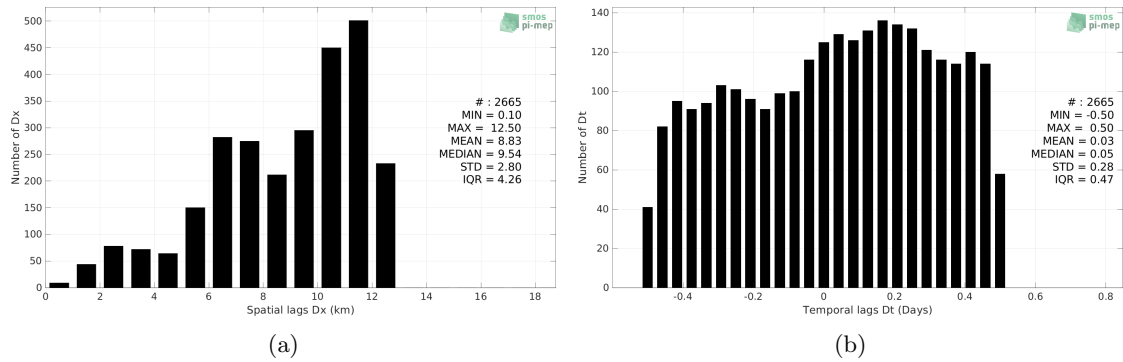 500
450
400
350
300
250
200
150
100
50
0
Number of Dx
0 2 4 6 8 10 12 14 16 18
Spatial lags Dx (km)
smos
pi-mep
# : 2665
MIN = 0.10
MAX = 12.50
MEAN = 8.83
MEDIAN = 9.54
STD = 2.80
IQR = 4.26
(a)
140
120
100
80
60
40
20
0
Number of Dt
-0.4 -0.2 0 0.2 0.4 0.6 0.8
Temporal lags Dt (Days)
smos
pi-mep
# : 2665
MIN = -0.50
MAX = 0.50
MEAN = 0.03
MEDIAN = 0.05
STD = 0.28
IQR = 0.47
(b)